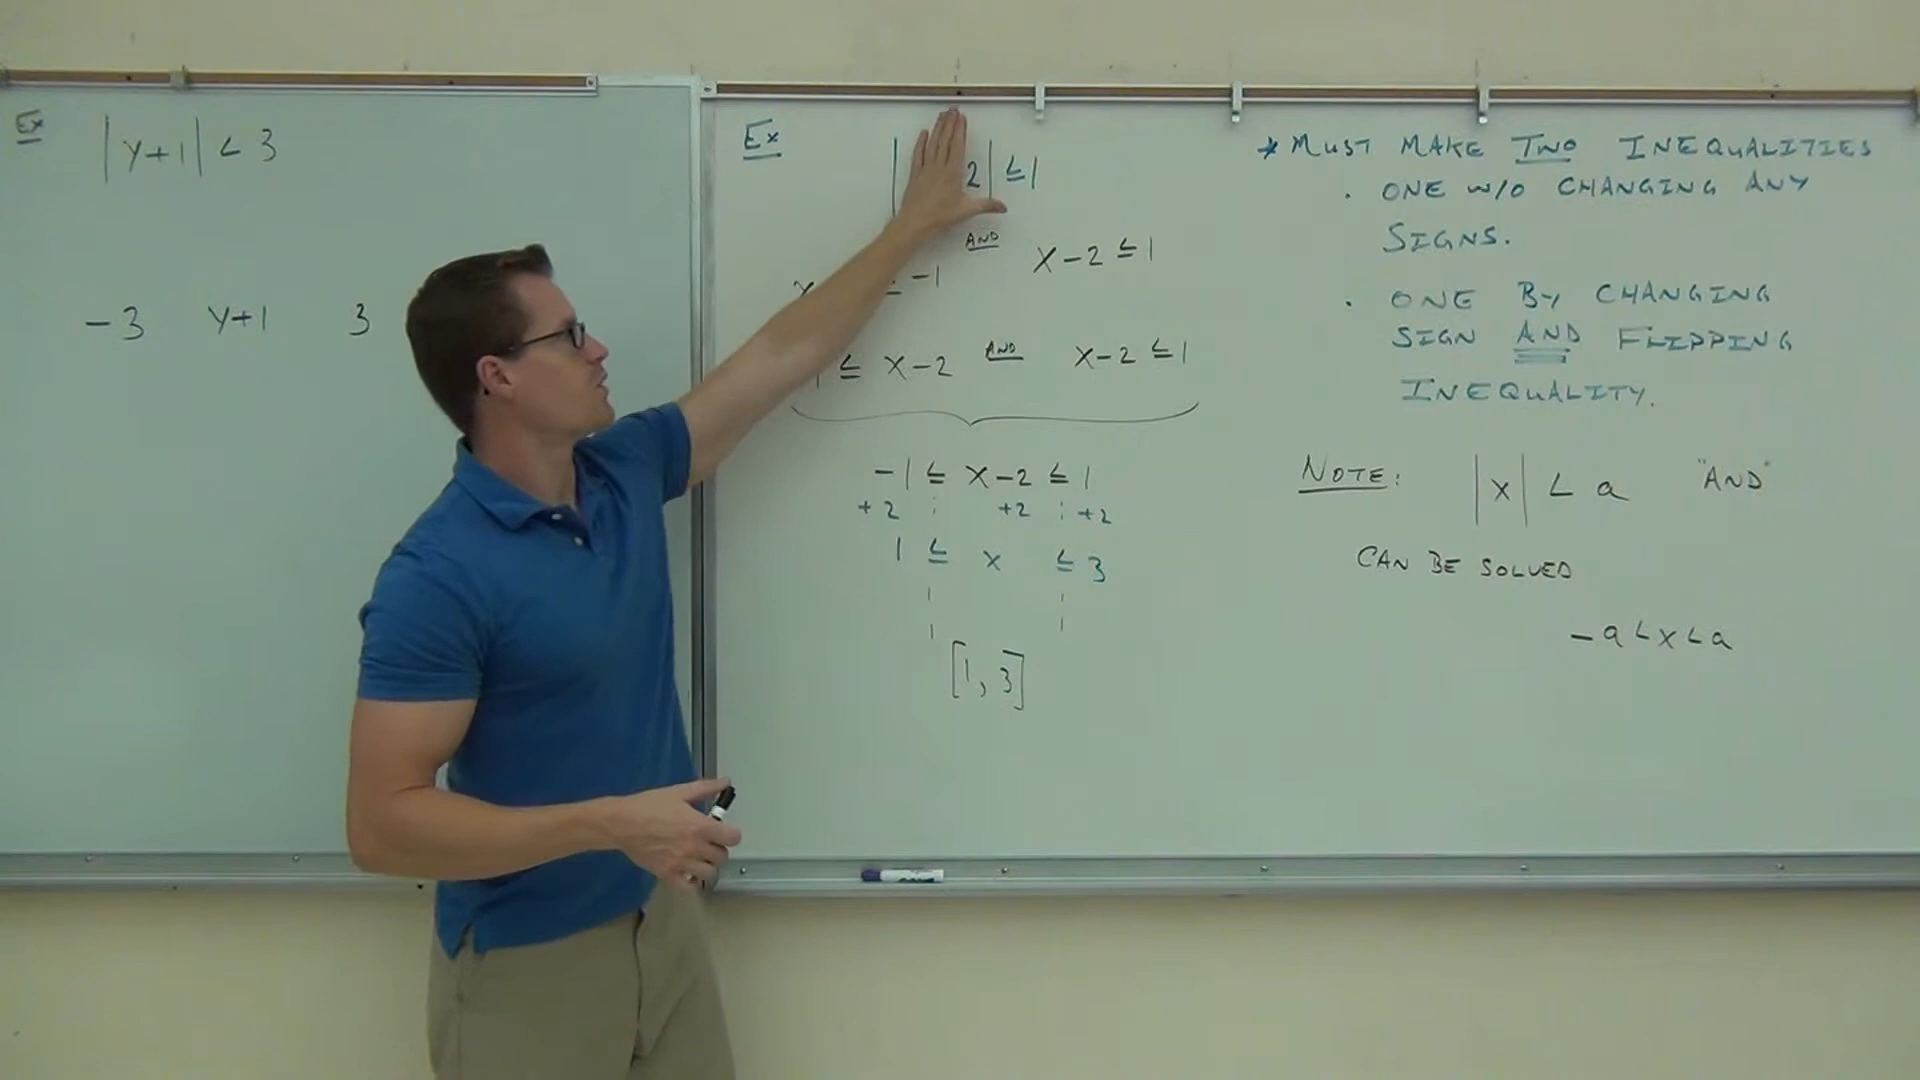 Ex |y+1| < 3
-3 y+1 3
Ex
2| ≤ 1
AND
-1 x-2 ≤ 1
≤ x-2 AND x-2 ≤ 1
-1 ≤ x-2 ≤ 1
+2 +2 +2
1 ≤ x ≤ 3
[1, 3]
* MUST MAKE TWO INEQUALITIES
. ONE W/O CHANGING ANY
SIGNS.
. ONE BY CHANGING
SIGN AND FLIPPING
INEQUALITY.
NOTE: |x| < a "AND"
CAN BE SOLVED
-a < x < a